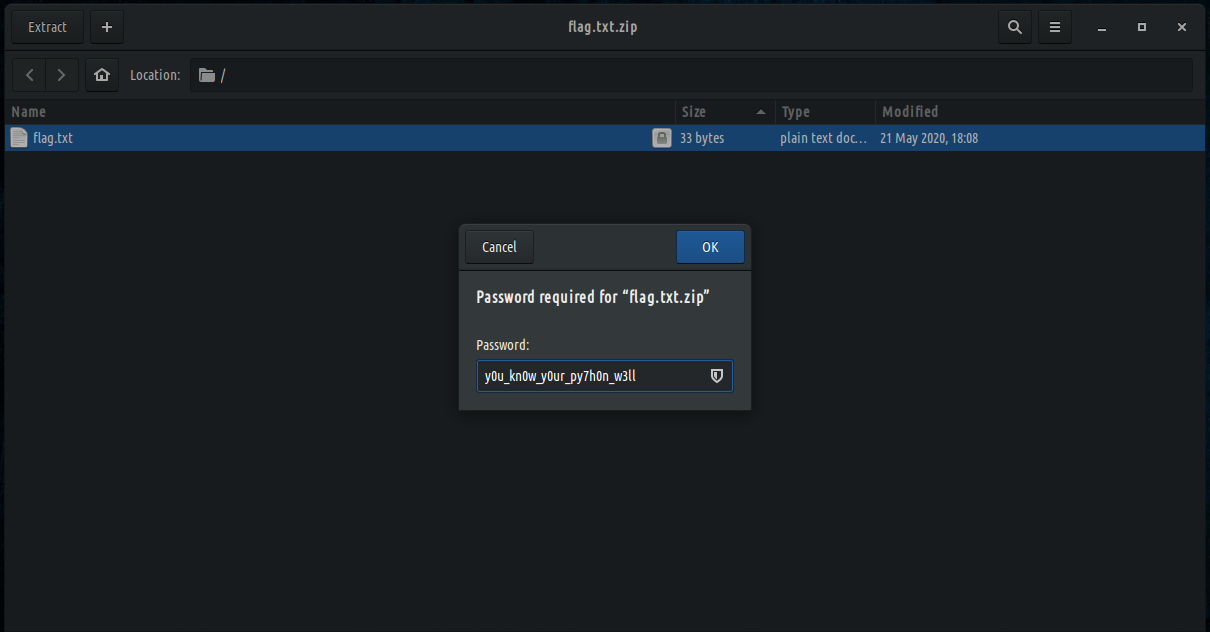 Extract + flag.txt.zip
Location: /
Name Size Type Modified
flag.txt 33 bytes plain text doc… 21 May 2020, 18:08
Cancel OK
Password required for “flag.txt.zip”
Password:
y0u_kn0w_y0ur_py7h0n_w3ll